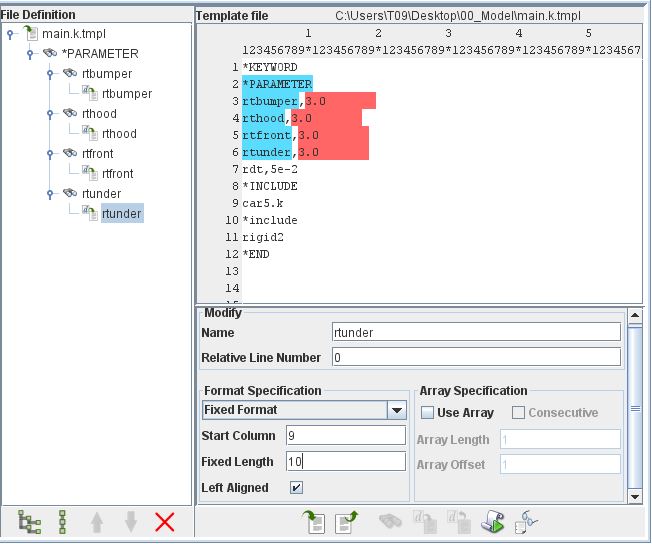 File Definition
main.k.tmpl
*PARAMETER
rtbumper
rtbumper
rthood
rthood
rtfront
rtfront
rtunder
rtunder
Template file C:\Users\T09\Desktop\00_Model\main.k.tmpl
1 2 3 4 5
123456789*123456789*123456789*123456789*123456789*123456789*
1 *KEYWORD
2 *PARAMETER
3 rtbumper,3.0
4 rthood,3.0
5 rtfront,3.0
6 rtunder,3.0
7 rdt,5e-2
8 *INCLUDE
9 car5.k
10 *include
11 rigid2
12 *END
13
14
15
Modify
Name rtunder
Relative Line Number 0
Format Specification
Fixed Format
Start Column 9
Fixed Length 10
Left Aligned
Array Specification
Use Array Consecutive
Array Length 1
Array Offset 1